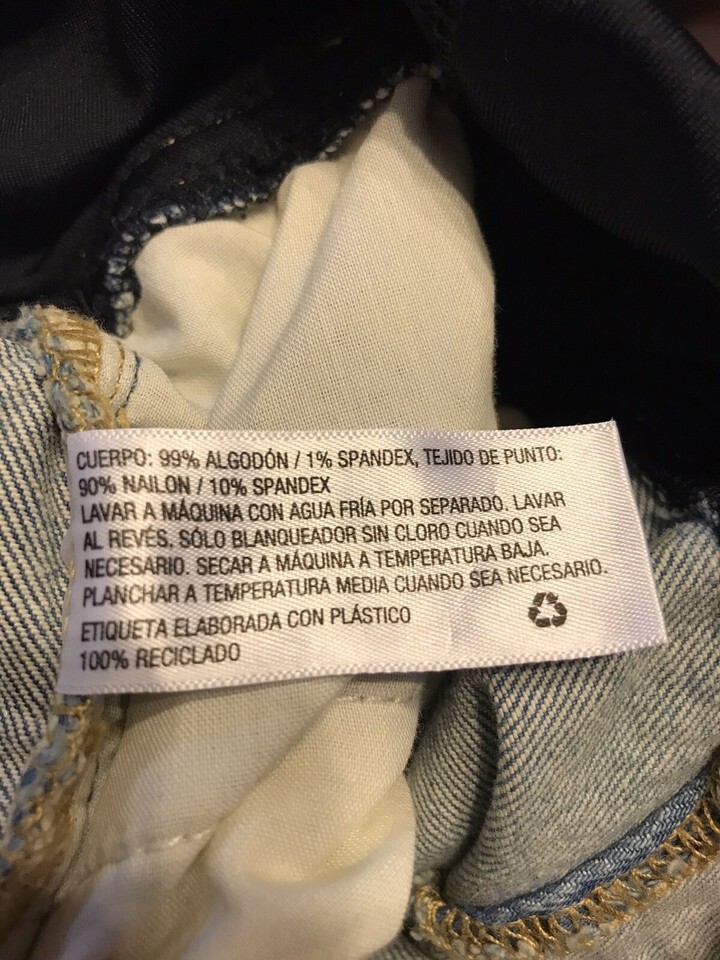 CUERPO: 99% ALGODÓN / 1% SPANDEX, TEJIDO DE PUNTO:
90% NAILON / 10% SPANDEX
LAVAR A MÁQUINA CON AGUA FRÍA POR SEPARADO. LAVAR
AL REVÉS. SÓLO BLANQUEADOR SIN CLORO CUANDO SEA
NECESARIO. SECAR A MÁQUINA A TEMPERATURA BAJA.
PLANCHAR A TEMPERATURA MEDIA CUANDO SEA NECESARIO.
ETIQUETA ELABORADA CON PLÁSTICO
100% RECICLADO